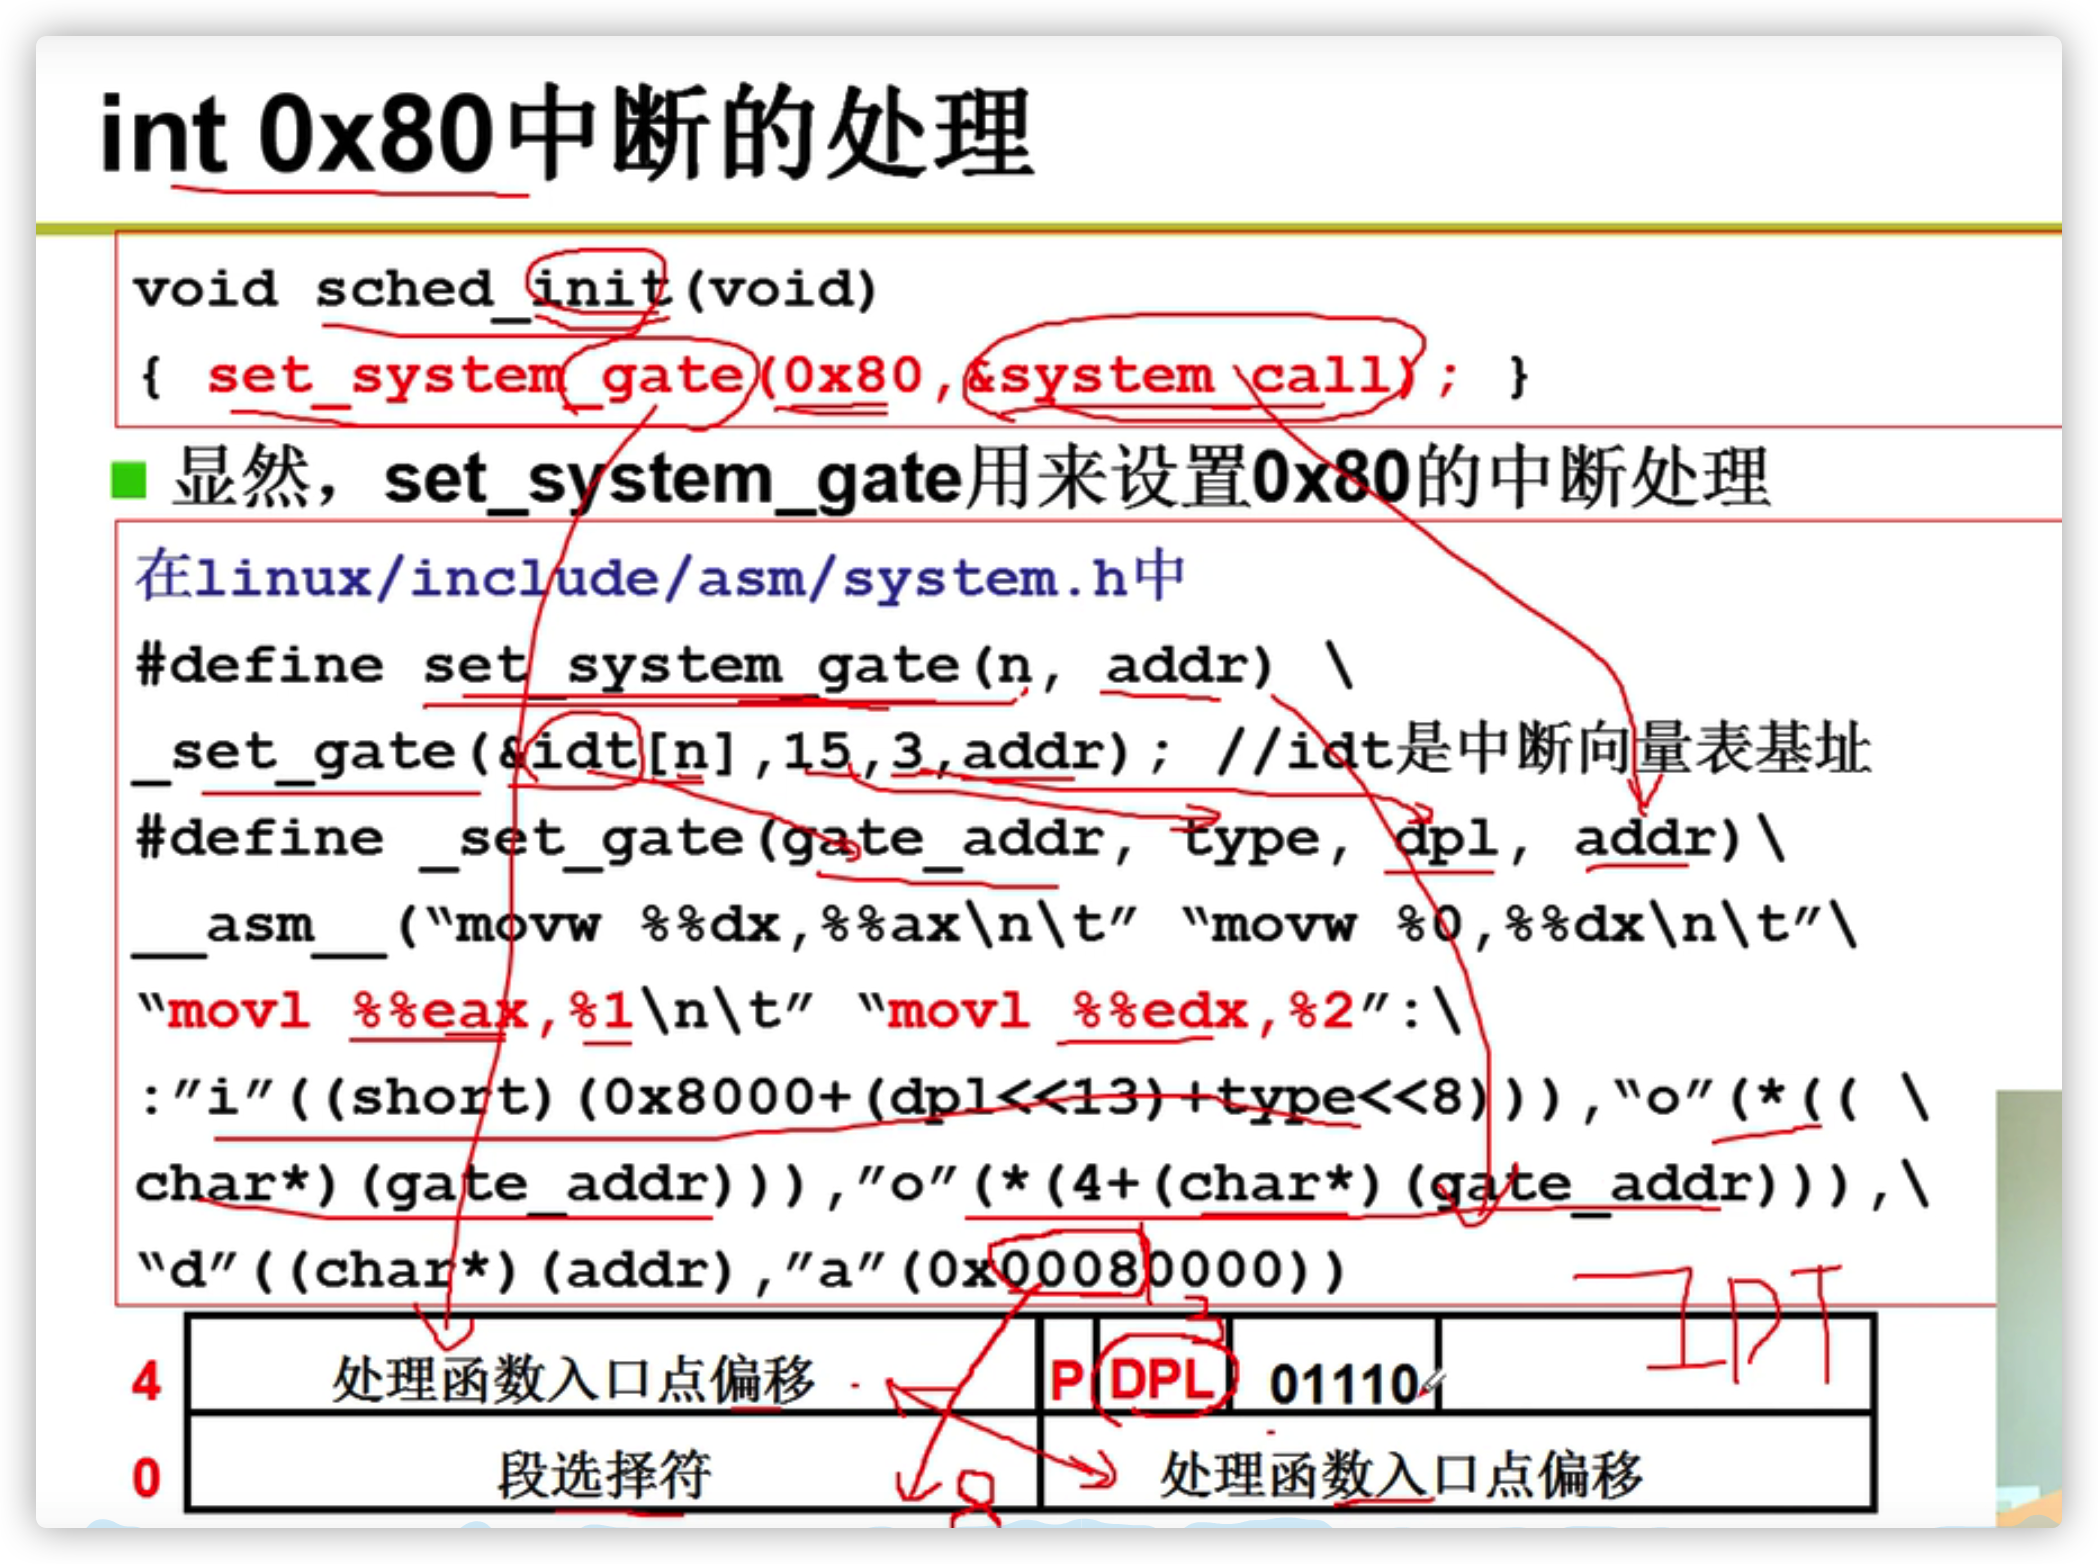 int 0x80中断的处理
void sched_init(void)
{ set_system_gate(0x80,&system_call); }
显然，set_system_gate用来设置0x80的中断处理
在linux/include/asm/system.h中
#define set_system_gate(n, addr) \
_set_gate(&idt[n],15,3,addr); //idt是中断向量表基址
#define _set_gate(gate_addr, type, dpl, addr)\
__asm__(“movw %%dx,%%ax\n\t” “movw %0,%%dx\n\t”\
“movl %%eax,%1\n\t” “movl %%edx,%2”:\
:”i”((short)(0x8000+(dpl<<13)+type<<8))),“o”(*(( \
char*)(gate_addr))),”o”(*(4+(char*)(gate_addr))),\
“d”((char*)(addr),”a”(0x00080000))
IDT
3
4 处理函数入口点偏移 P DPL 01110
0 段选择符 处理函数入口点偏移
8